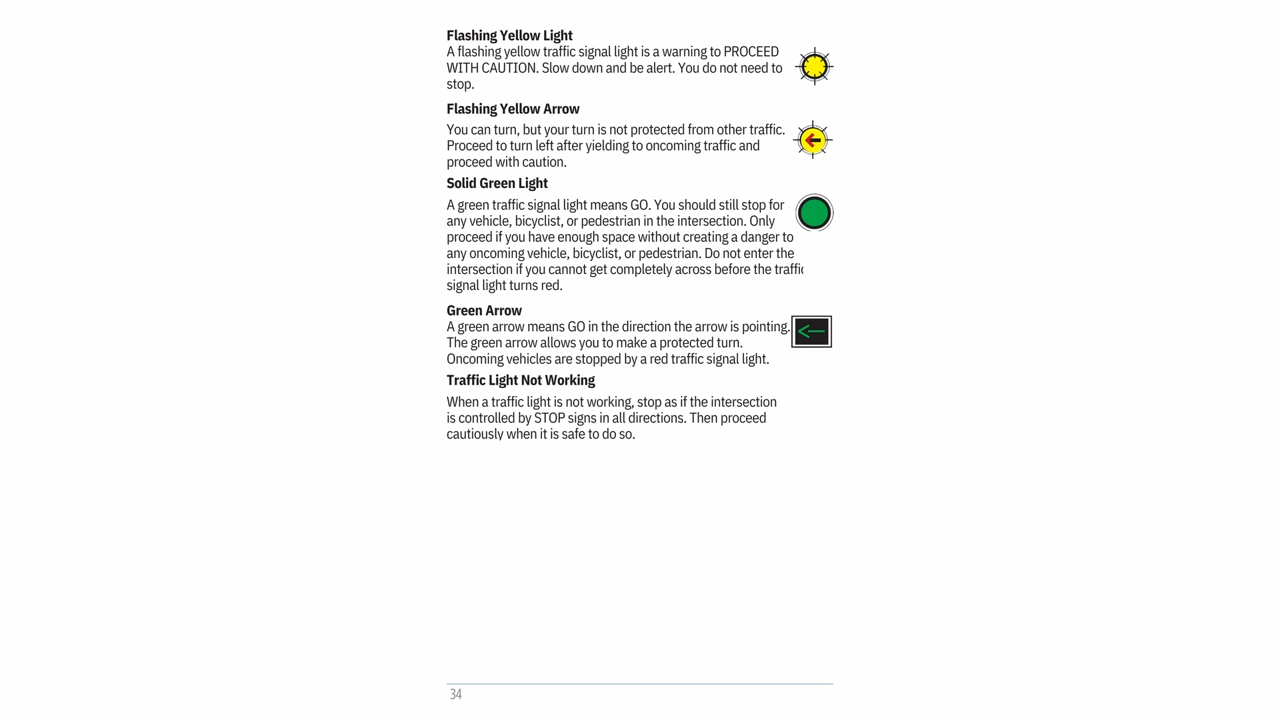 Flashing Yellow Light
A flashing yellow traffic signal light is a warning to PROCEED
WITH CAUTION. Slow down and be alert. You do not need to
stop.
Flashing Yellow Arrow
You can turn, but your turn is not protected from other traffic.
Proceed to turn left after yielding to oncoming traffic and
proceed with caution.
Solid Green Light
A green traffic signal light means GO. You should still stop for
any vehicle, bicyclist, or pedestrian in the intersection. Only
proceed if you have enough space without creating a danger to
any oncoming vehicle, bicyclist, or pedestrian. Do not enter the
intersection if you cannot get completely across before the traffic
signal light turns red.
Green Arrow
A green arrow means GO in the direction the arrow is pointing.
The green arrow allows you to make a protected turn.
Oncoming vehicles are stopped by a red traffic signal light.
Traffic Light Not Working
When a traffic light is not working, stop as if the intersection
is controlled by STOP signs in all directions. Then proceed
cautiously when it is safe to do so.
34